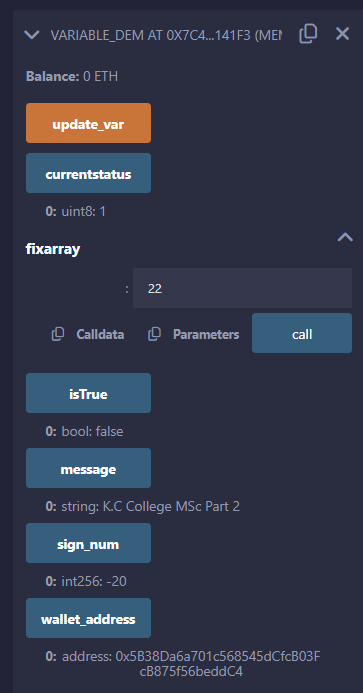 VARIABLE_DEM AT 0X7C4...141F3 (MEM
Balance: 0 ETH
update_var
currentstatus
0: uint8: 1
fixarray
: 22
Calldata Parameters call
isTrue
0: bool: false
message
0: string: K.C College MSc Part 2
sign_num
0: int256: -20
wallet_address
0: address: 0x5B38Da6a701c568545dCfcB03F
cB875f56beddC4